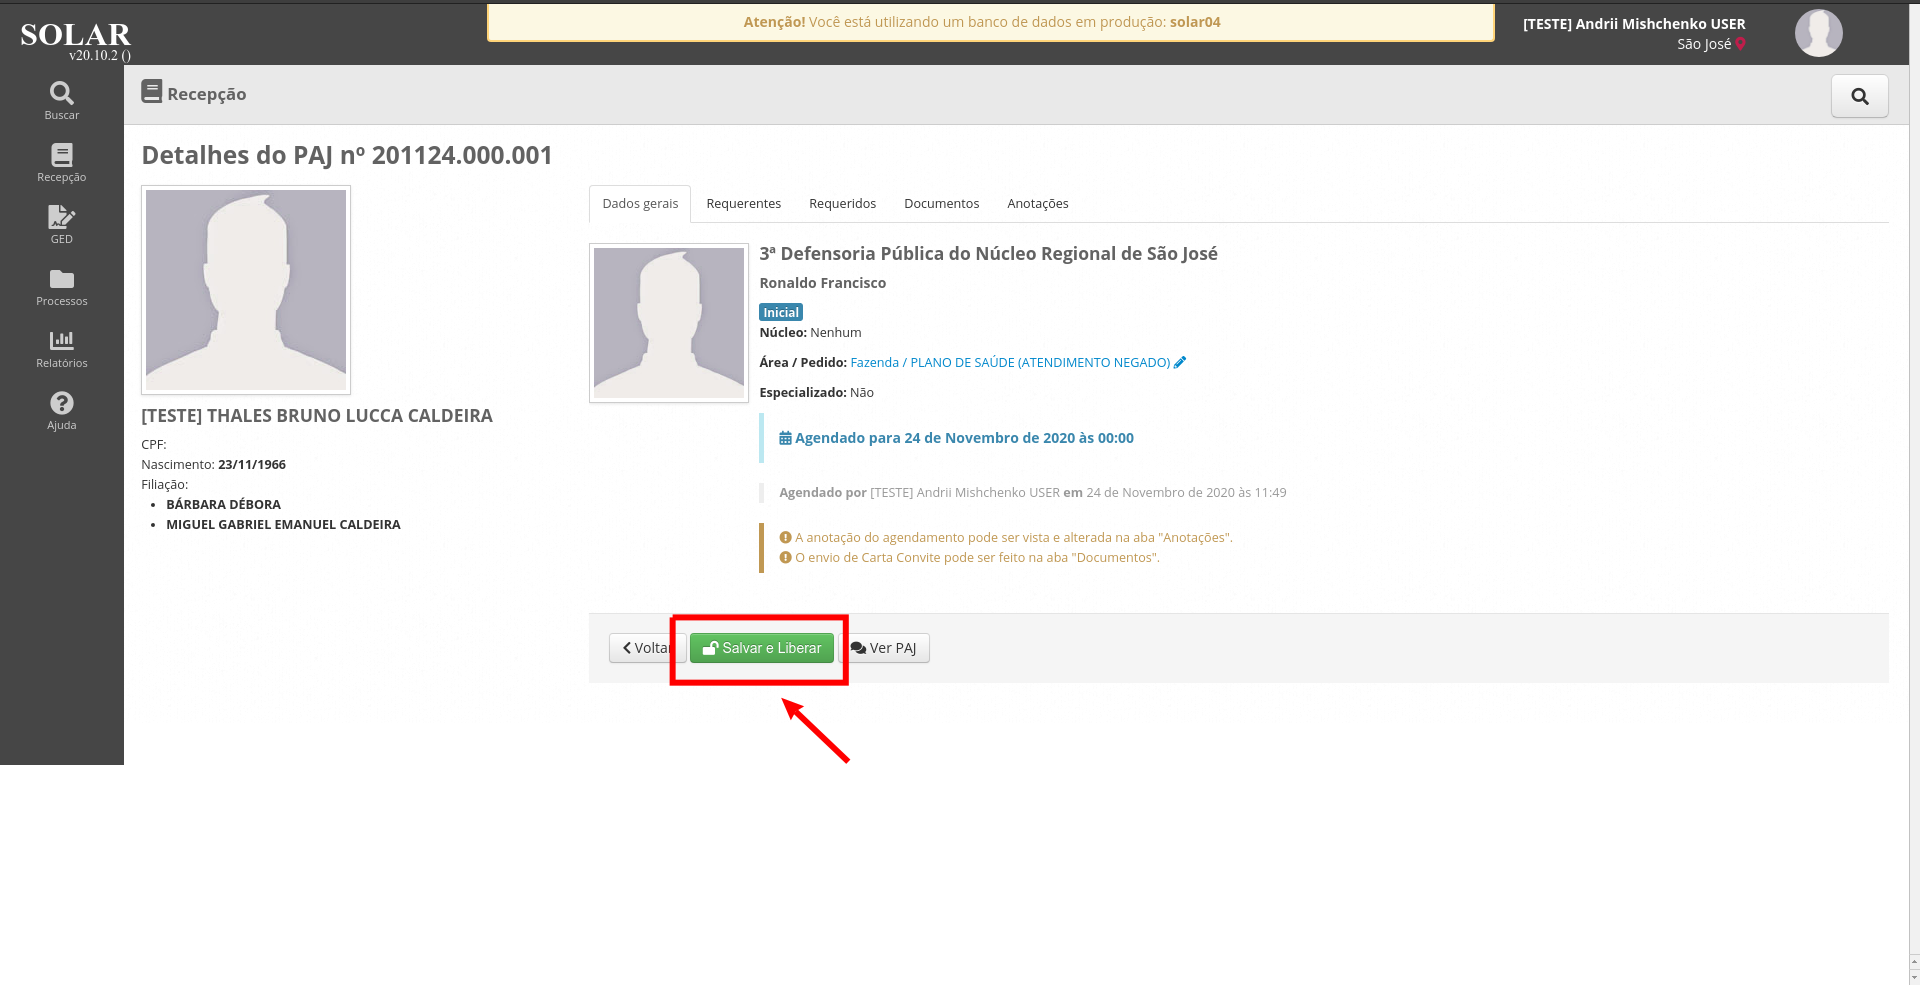 SOLAR
v20.10.2 ()
Atenção! Você está utilizando um banco de dados em produção: solar04
[TESTE] Andrii Mishchenko USER
São José
Buscar
Recepção
GED
Processos
Relatórios
Ajuda
Recepção
Detalhes do PAJ nº 201124.000.001
[TESTE] THALES BRUNO LUCCA CALDEIRA
CPF:
Nascimento: 23/11/1966
Filiação:
• BÁRBARA DÉBORA
• MIGUEL GABRIEL EMANUEL CALDEIRA
Dados gerais Requerentes Requeridos Documentos Anotações
3ª Defensoria Pública do Núcleo Regional de São José
Ronaldo Francisco
Inicial
Núcleo: Nenhum
Área / Pedido: Fazenda / PLANO DE SAÚDE (ATENDIMENTO NEGADO)
Especializado: Não
Agendado para 24 de Novembro de 2020 às 00:00
Agendado por [TESTE] Andrii Mishchenko USER em 24 de Novembro de 2020 às 11:49
A anotação do agendamento pode ser vista e alterada na aba "Anotações".
O envio de Carta Convite pode ser feito na aba "Documentos".
Voltar Salvar e Liberar Ver PAJ